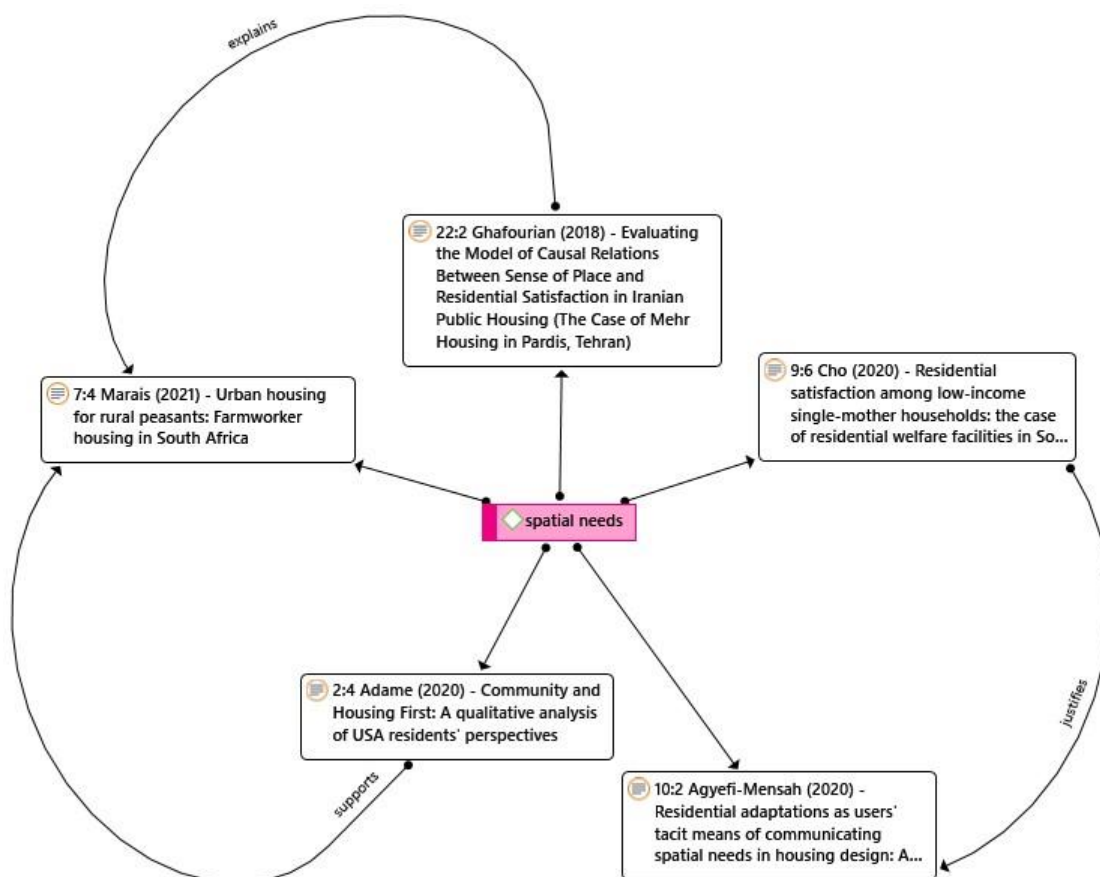 explains
22:2 Ghafourian (2018) - Evaluating
the Model of Causal Relations
Between Sense of Place and
Residential Satisfaction in Iranian
Public Housing (The Case of Mehr
Housing in Pardis, Tehran)
9:6 Cho (2020) - Residential
satisfaction among low-income
single-mother households: the case
of residential welfare facilities in So...
7:4 Marais (2021) - Urban housing
for rural peasants: Farmworker
housing in South Africa
spatial needs
2:4 Adame (2020) - Community and
Housing First: A qualitative analysis
of USA residents' perspectives
justifies
supports
10:2 Agyefi-Mensah (2020) -
Residential adaptations as users'
tacit means of communicating
spatial needs in housing design: A...